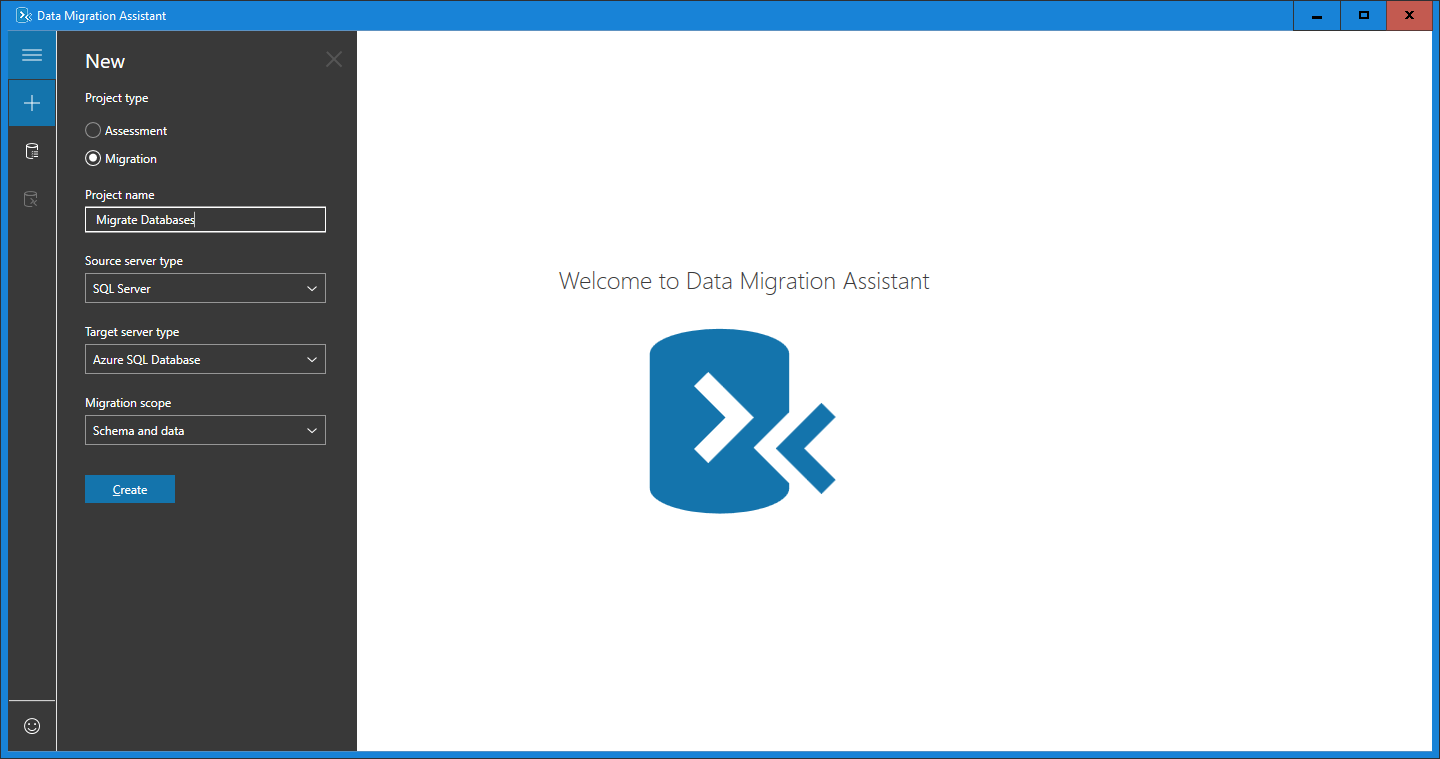 Data Migration Assistant
New
Project type
Assessment
Migration
Project name
Migrate Databases
Source server type
SQL Server
Target server type
Azure SQL Database
Migration scope
Schema and data
Create
Welcome to Data Migration Assistant